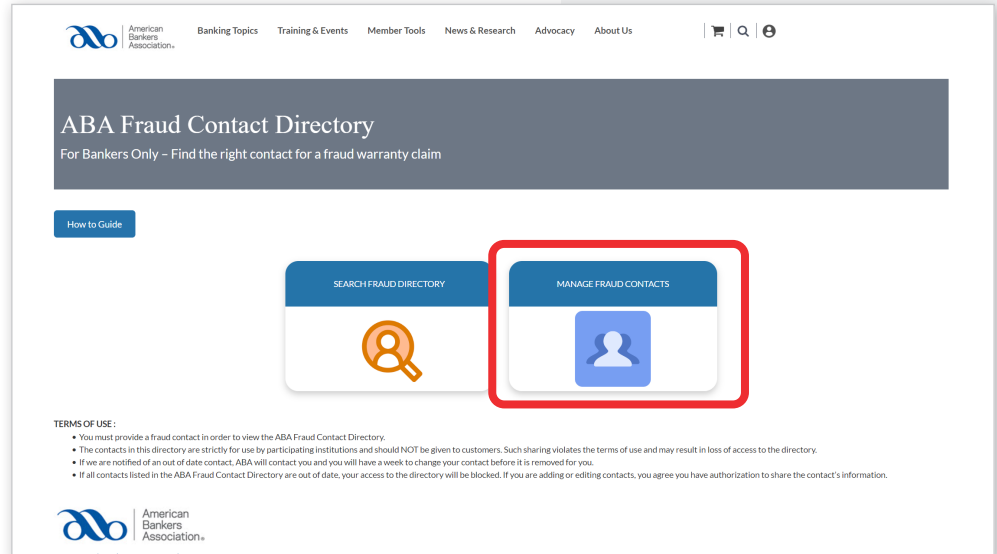 American
Bankers
Association®
Banking Topics Training & Events Member Tools News & Research Advocacy About Us
ABA Fraud Contact Directory
For Bankers Only – Find the right contact for a fraud warranty claim
How to Guide
SEARCH FRAUD DIRECTORY
MANAGE FRAUD CONTACTS
TERMS OF USE :
• You must provide a fraud contact in order to view the ABA Fraud Contact Directory.
• The contacts in this directory are strictly for use by participating institutions and should NOT be given to customers. Such sharing violates the terms of use and may result in loss of access to the directory.
• If we are notified of an out of date contact, ABA will contact you and you will have a week to change your contact before it is removed for you.
• If all contacts listed in the ABA Fraud Contact Directory are out of date, your access to the directory will be blocked. If you are adding or editing contacts, you agree you have authorization to share the contact's information.
American
Bankers
Association®